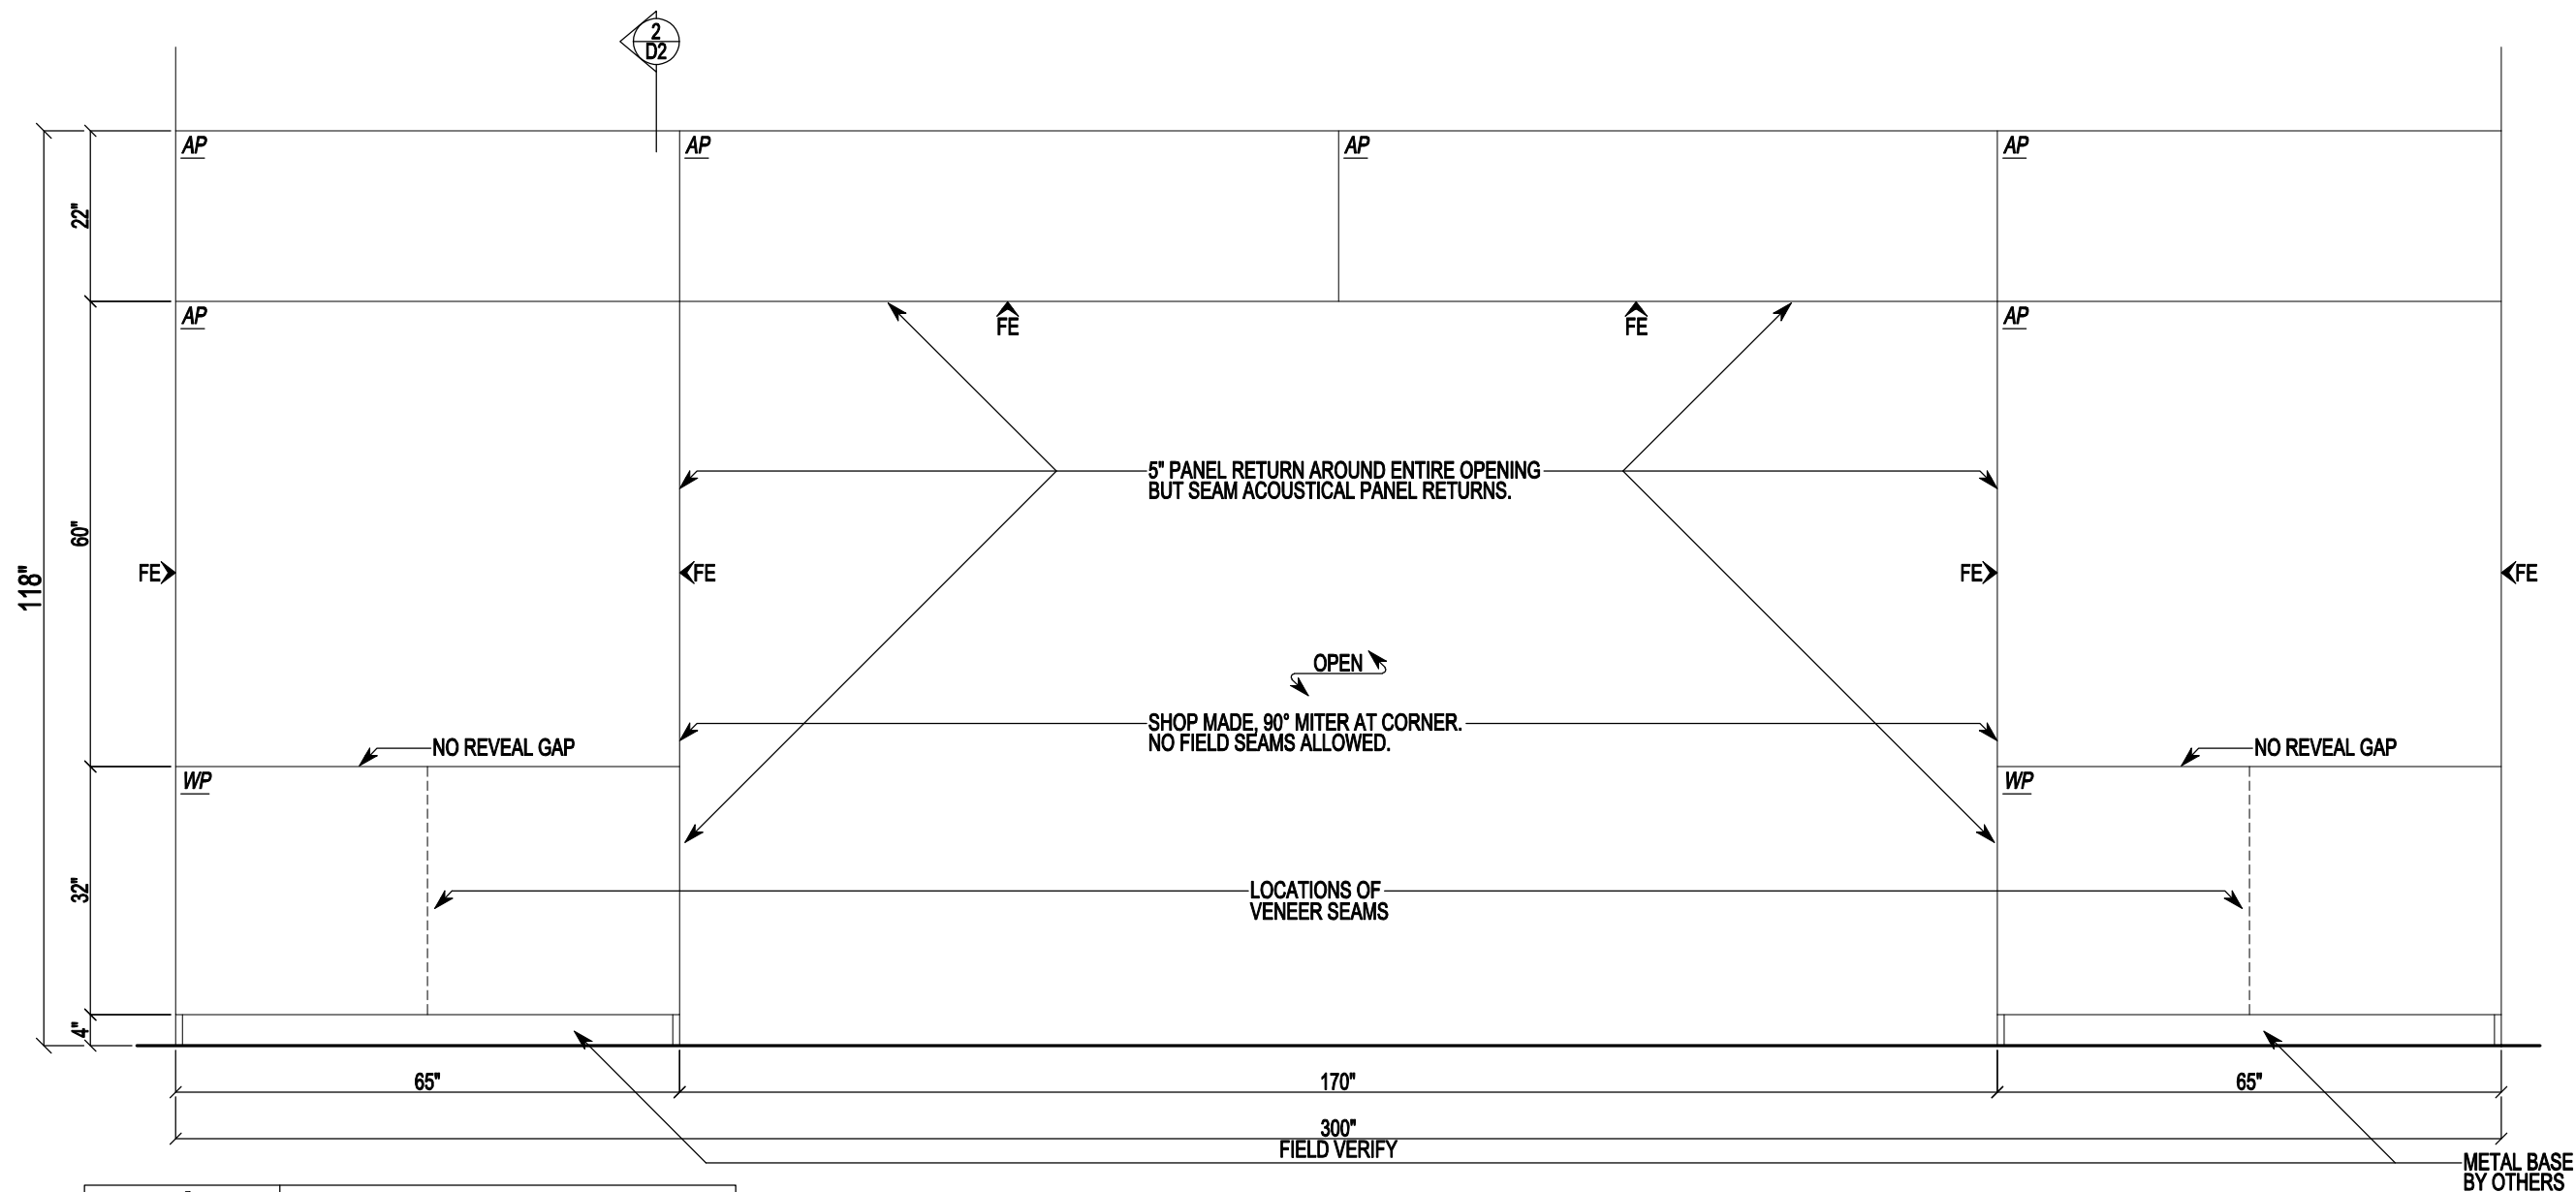 2
D2
AP
AP
AP
AP
22"
AP
FE
FE
AP
5" PANEL RETURN AROUND ENTIRE OPENING
BUT SEAM ACOUSTICAL PANEL RETURNS.
60"
118"
FE
FE
FE
FE
OPEN
SHOP MADE, 90° MITER AT CORNER.
NO FIELD SEAMS ALLOWED.
NO REVEAL GAP
NO REVEAL GAP
WP
WP
32"
LOCATIONS OF
VENEER SEAMS
4"
65"
170"
65"
300"
FIELD VERIFY
METAL BASE
BY OTHERS